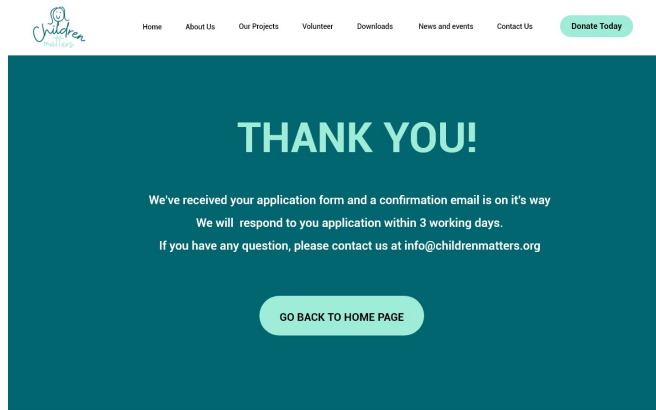 Children
matters
Home About Us Our Projects Volunteer Downloads News and events Contact Us Donate Today
THANK YOU!
We've received your application form and a confirmation email is on it's way
We will respond to you application within 3 working days.
If you have any question, please contact us at info@childrenmatters.org
GO BACK TO HOME PAGE